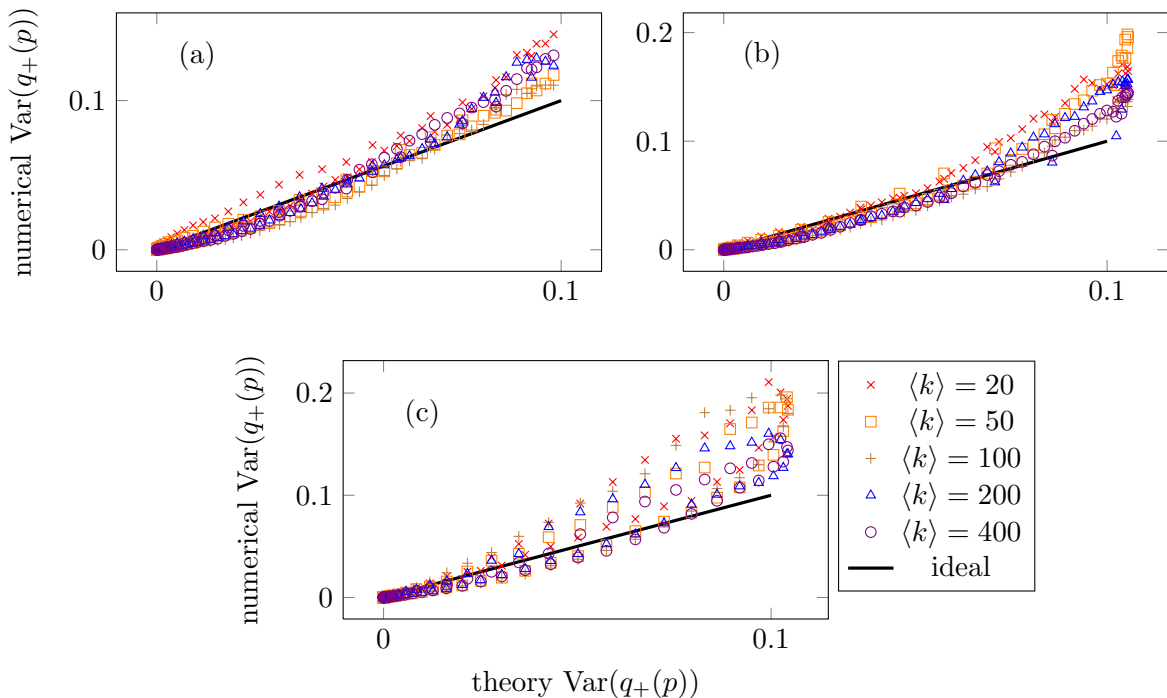 (a)
numerical Var(q₊(p))
0.1
0
0
0.1
(b)
0.2
0.1
0
0
0.1
(c)
numerical Var(q₊(p))
0.2
0.1
0
0
0.1
theory Var(q₊(p))
⟨k⟩ = 20
⟨k⟩ = 50
⟨k⟩ = 100
⟨k⟩ = 200
⟨k⟩ = 400
ideal